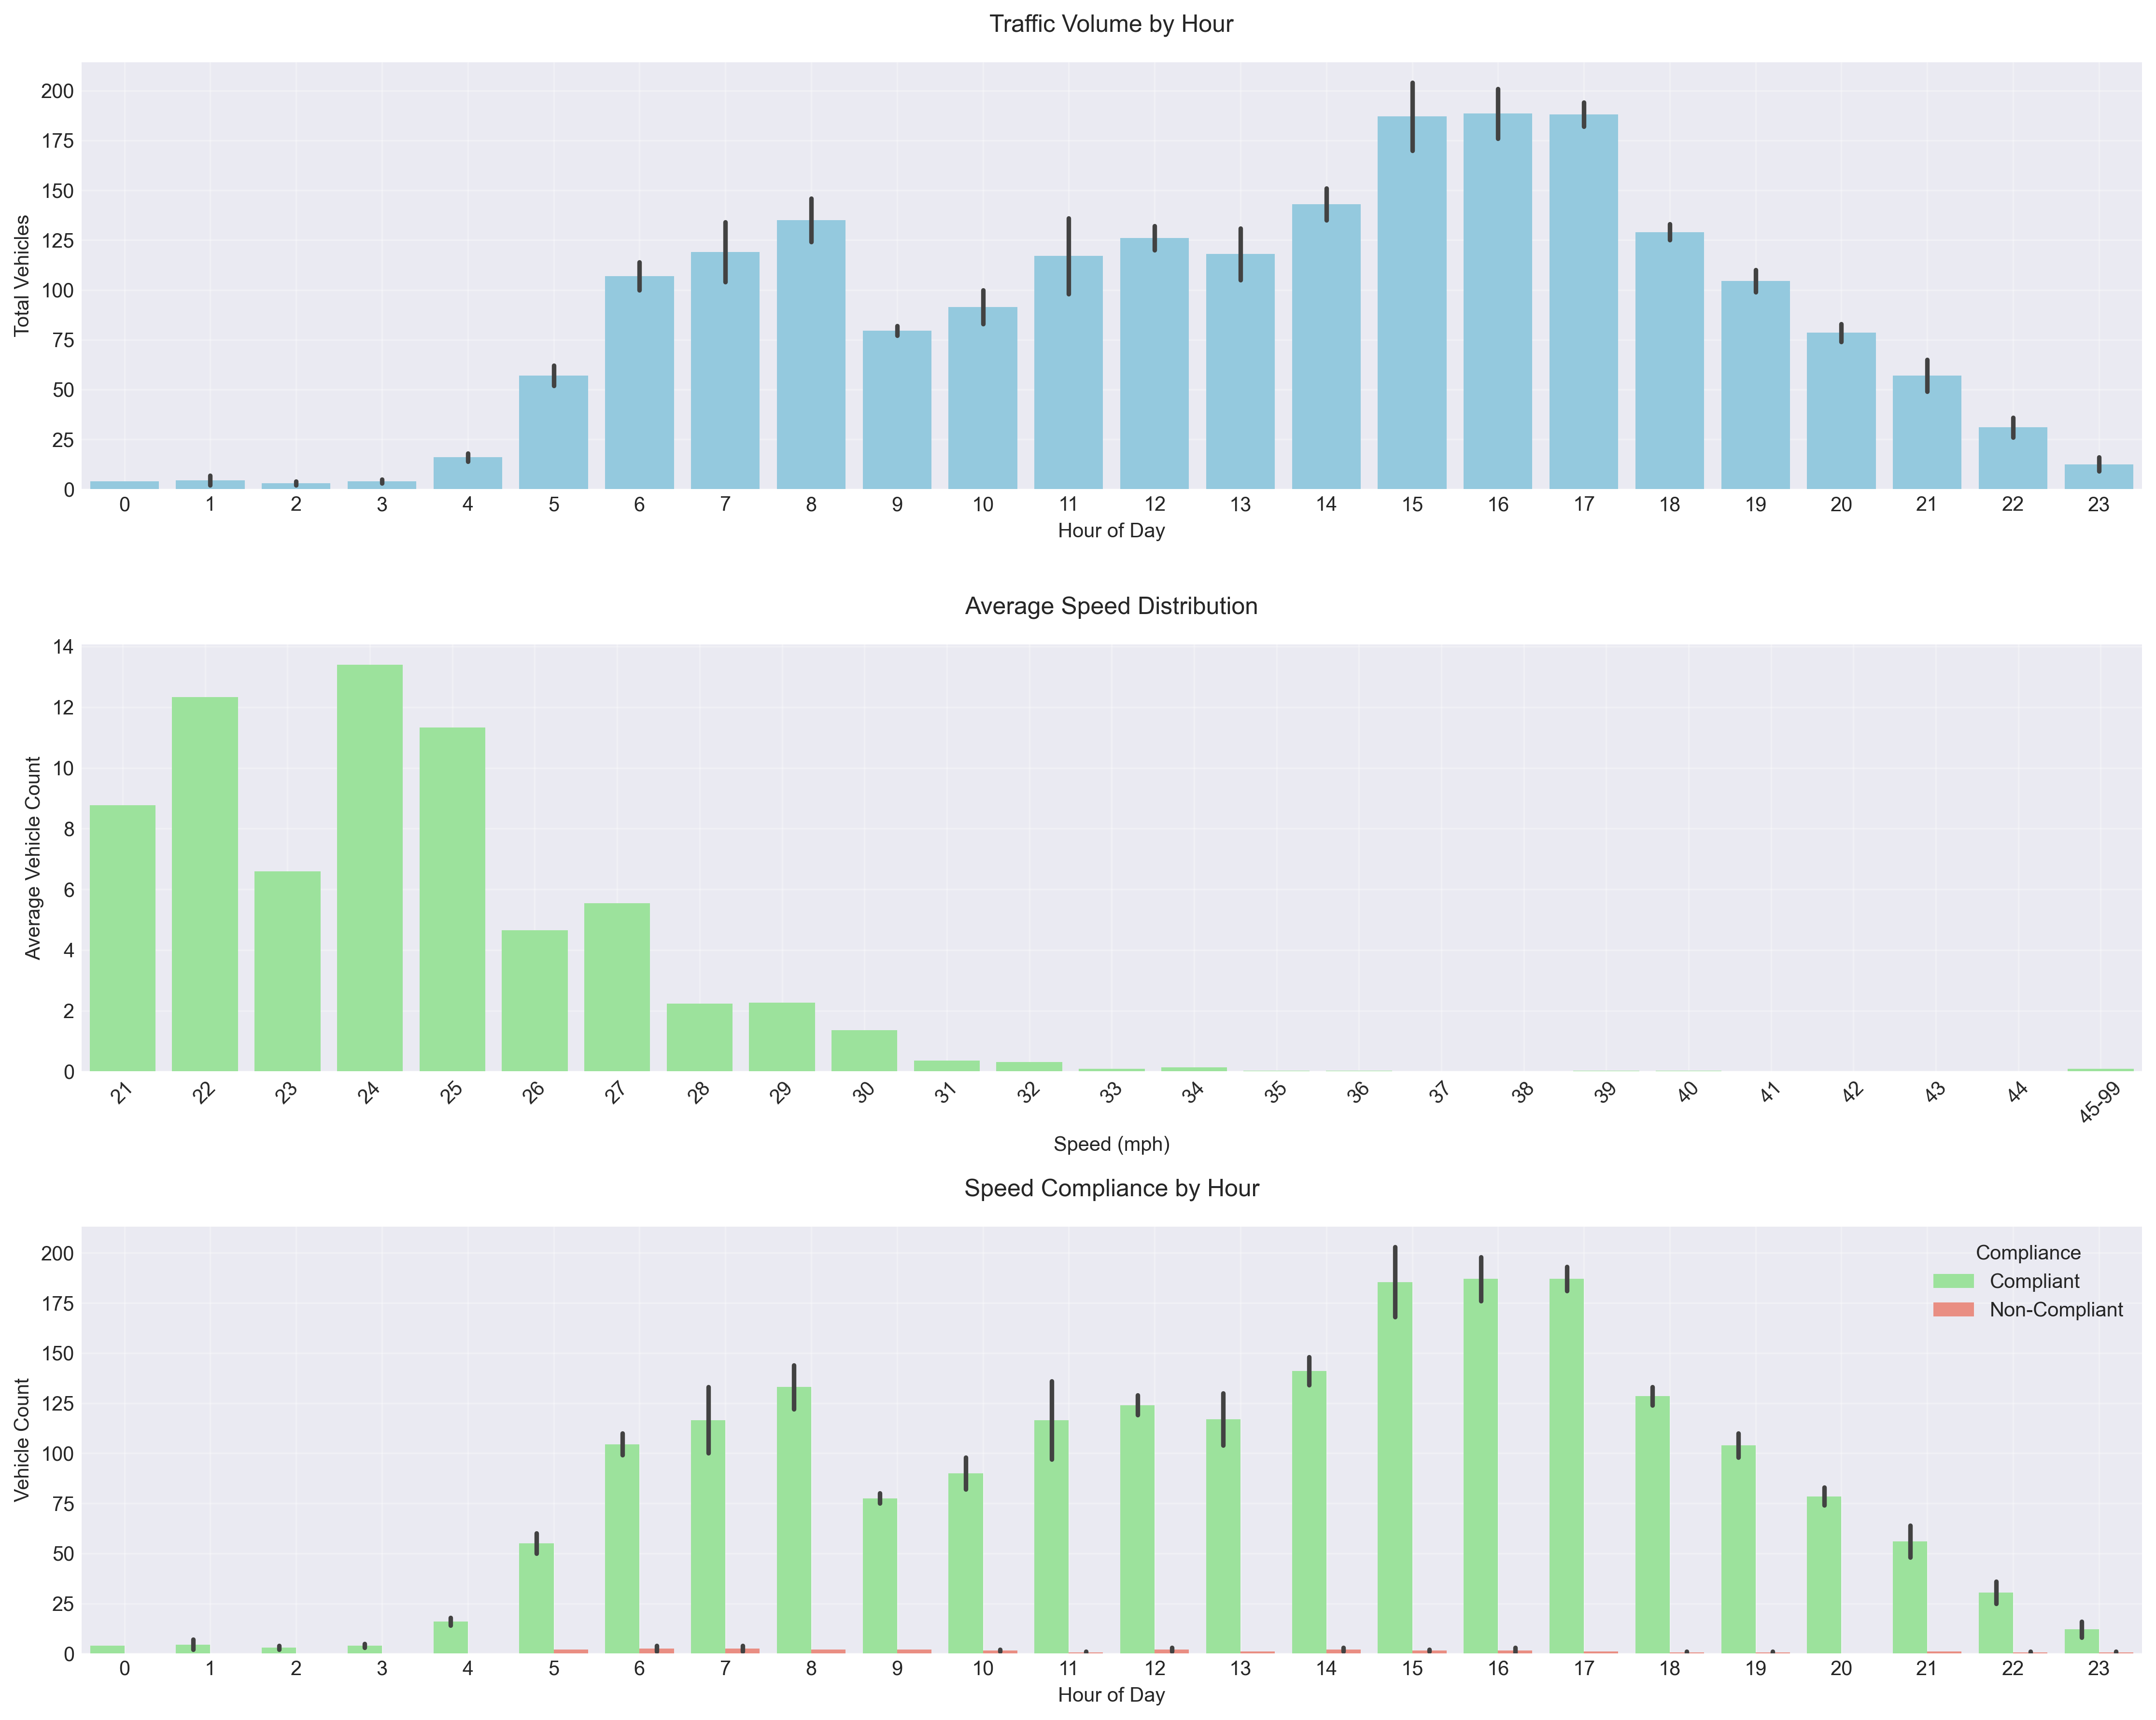 Traffic Volume by Hour
Total Vehicles
200
175
150
125
100
75
50
25
0
0 1 2 3 4 5 6 7 8 9 10 11 12 13 14 15 16 17 18 19 20 21 22 23
Hour of Day
Average Speed Distribution
Average Vehicle Count
14
12
10
8
6
4
2
0
21 22 23 24 25 26 27 28 29 30 31 32 33 34 35 36 37 38 39 40 41 42 43 44 45-99
Speed (mph)
Speed Compliance by Hour
Vehicle Count
200
175
150
125
100
75
50
25
0
Compliance
Compliant
Non-Compliant
0 1 2 3 4 5 6 7 8 9 10 11 12 13 14 15 16 17 18 19 20 21 22 23
Hour of Day